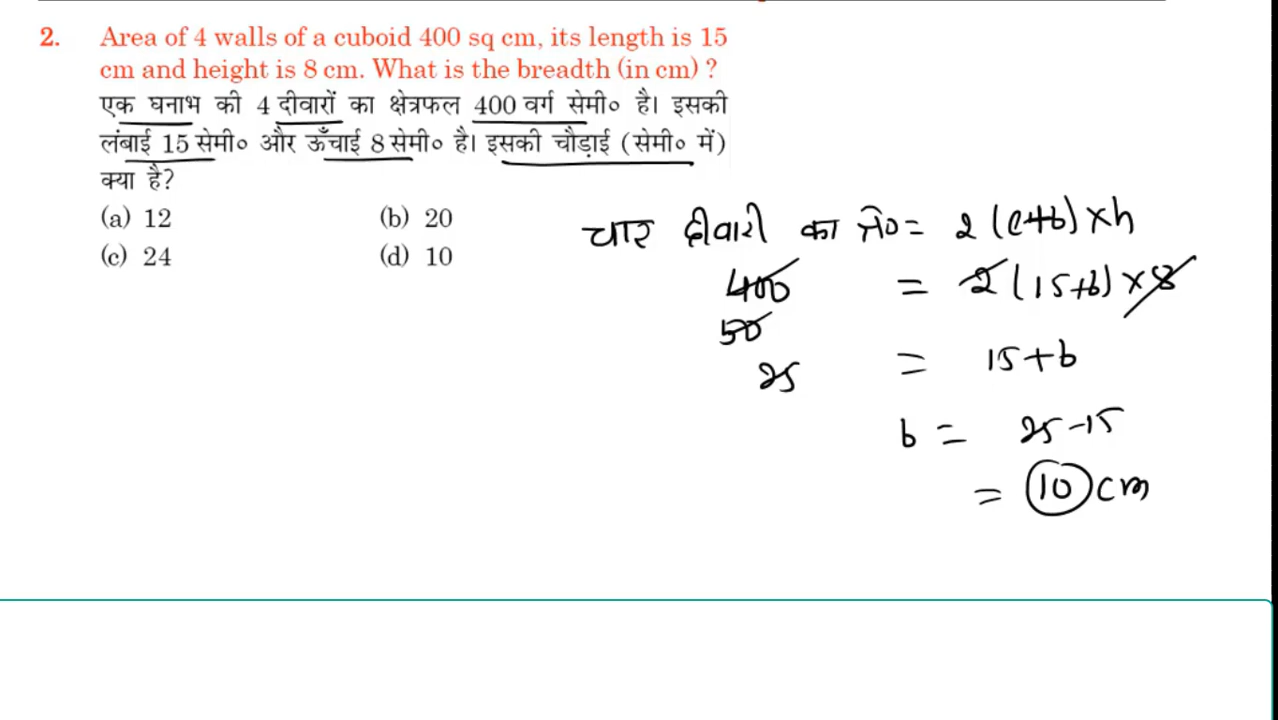 2. Area of 4 walls of a cuboid 400 sq cm, its length is 15
cm and height is 8 cm. What is the breadth (in cm) ?
एक घनाभ की 4 दीवारों का क्षेत्रफल 400 वर्ग सेमी० है। इसकी
लंबाई 15 सेमी० और ऊँचाई 8 सेमी० है। इसकी चौड़ाई (सेमी० में)
क्या है?
(a) 12 (b) 20
(c) 24 (d) 10
चार दीवारो का क्षे० = 2 (l+b) × h
400 = 2 (15+b) × 8
50
25 = 15+b
b = 25-15
= 10 cm